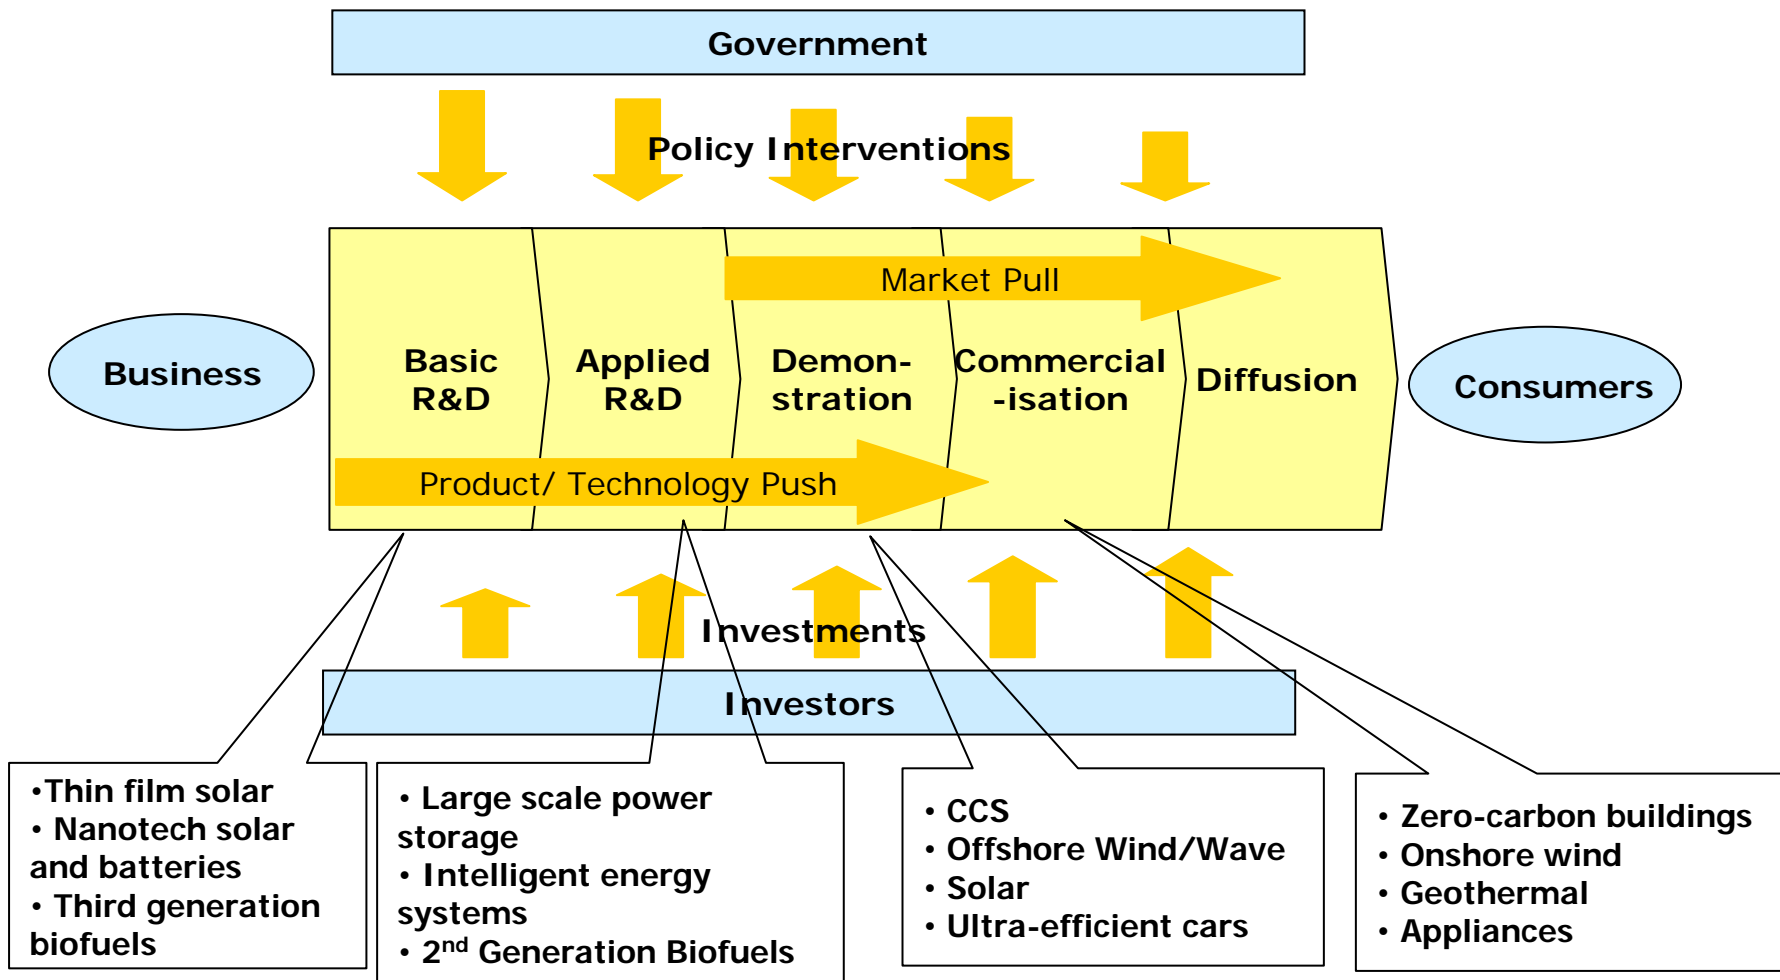 Government
Policy Interventions
Market Pull
Business
Basic
R&D
Applied
R&D
Demon-
stration
Commercial
-isation
Diffusion
Consumers
Product/ Technology Push
Investments
Investors
•Thin film solar
• Nanotech solar
and batteries
• Third generation
biofuels
• Large scale power
storage
• Intelligent energy
systems
• 2nd Generation Biofuels
• CCS
• Offshore Wind/Wave
• Solar
• Ultra-efficient cars
• Zero-carbon buildings
• Onshore wind
• Geothermal
• Appliances